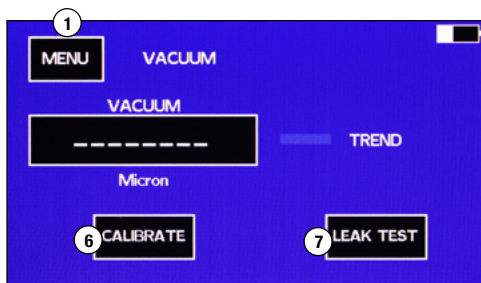 1
MENU VACUUM
VACUUM
-------- TREND
Micron
6 CALIBRATE 7 LEAK TEST